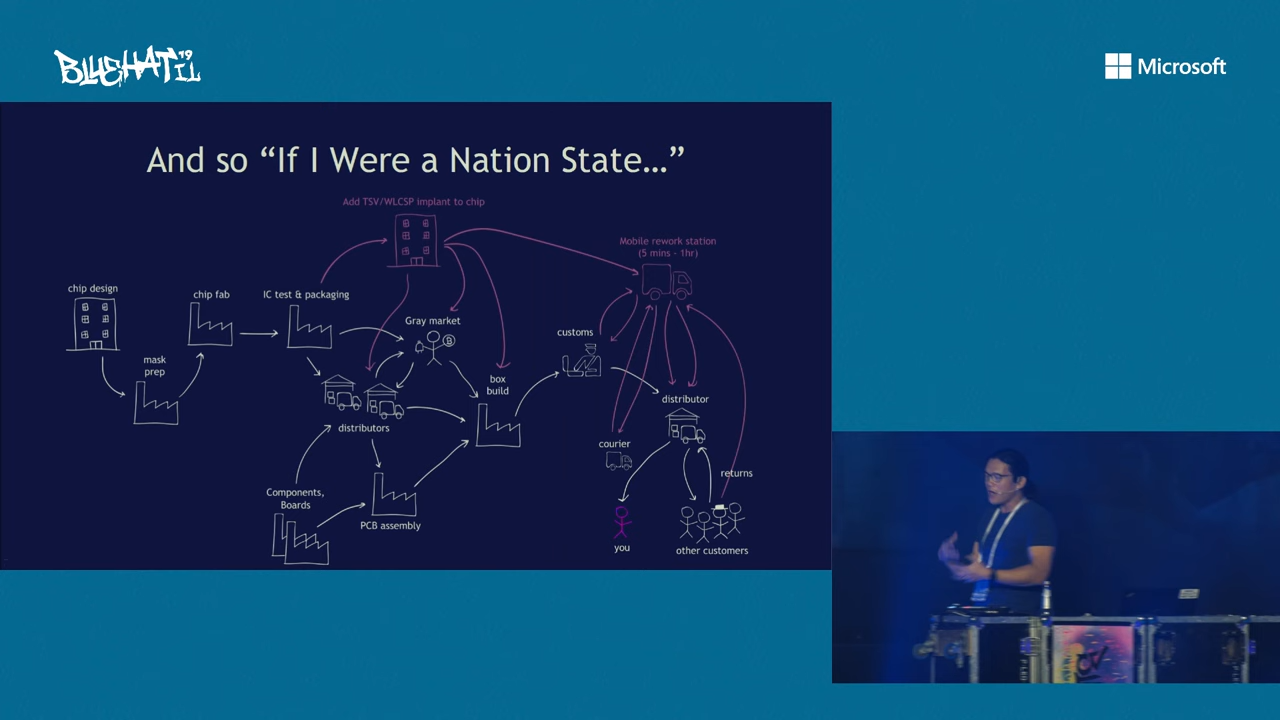 BLUEHAT IL '19
Microsoft
And so “If I Were a Nation State…”
Add TSV/WLCSP implant to chip
Mobile rework station
(5 mins - 1hr)
chip design
chip fab
IC test & packaging
Gray market
customs
mask
prep
box
build
distributors
distributor
courier
returns
Components,
Boards
PCB assembly
you
other customers